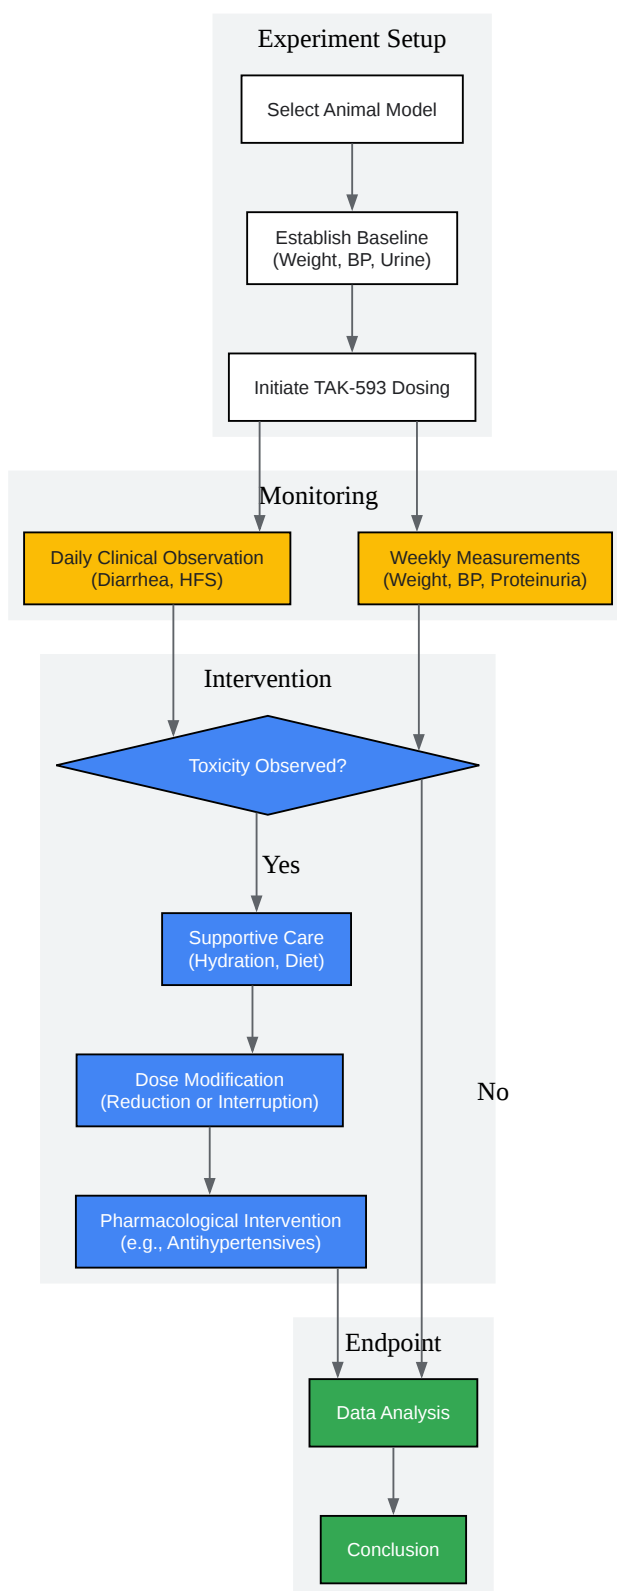 Experiment Setup
Select Animal Model
Establish Baseline
(Weight, BP, Urine)
Initiate TAK-593 Dosing
Monitoring
Daily Clinical Observation
(Diarrhea, HFS)
Weekly Measurements
(Weight, BP, Proteinuria)
Intervention
Toxicity Observed?
Yes
Supportive Care
(Hydration, Diet)
Dose Modification
(Reduction or Interruption)
No
Pharmacological Intervention
(e.g., Antihypertensives)
Endpoint
Data Analysis
Conclusion